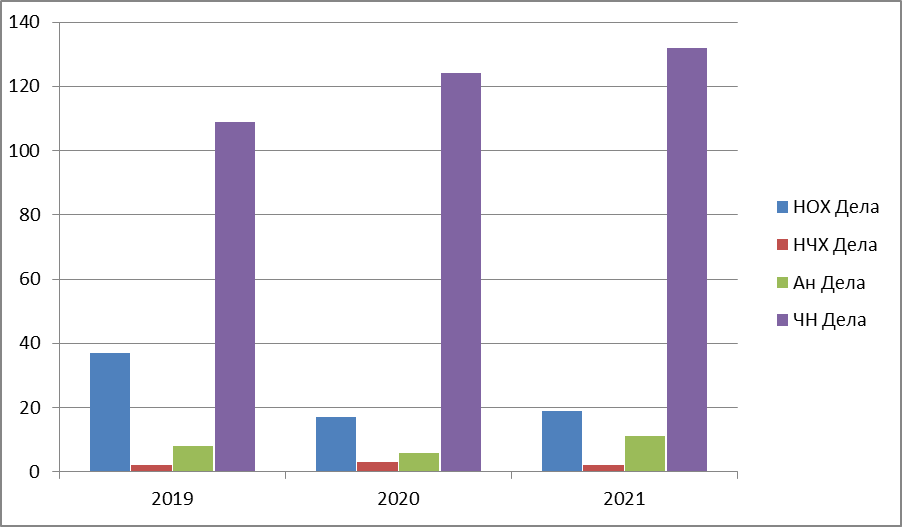 140
120
100
80
60
40
20
0
2019
2020
2021
НОХ Дела
НЧХ Дела
Ан Дела
ЧН Дела